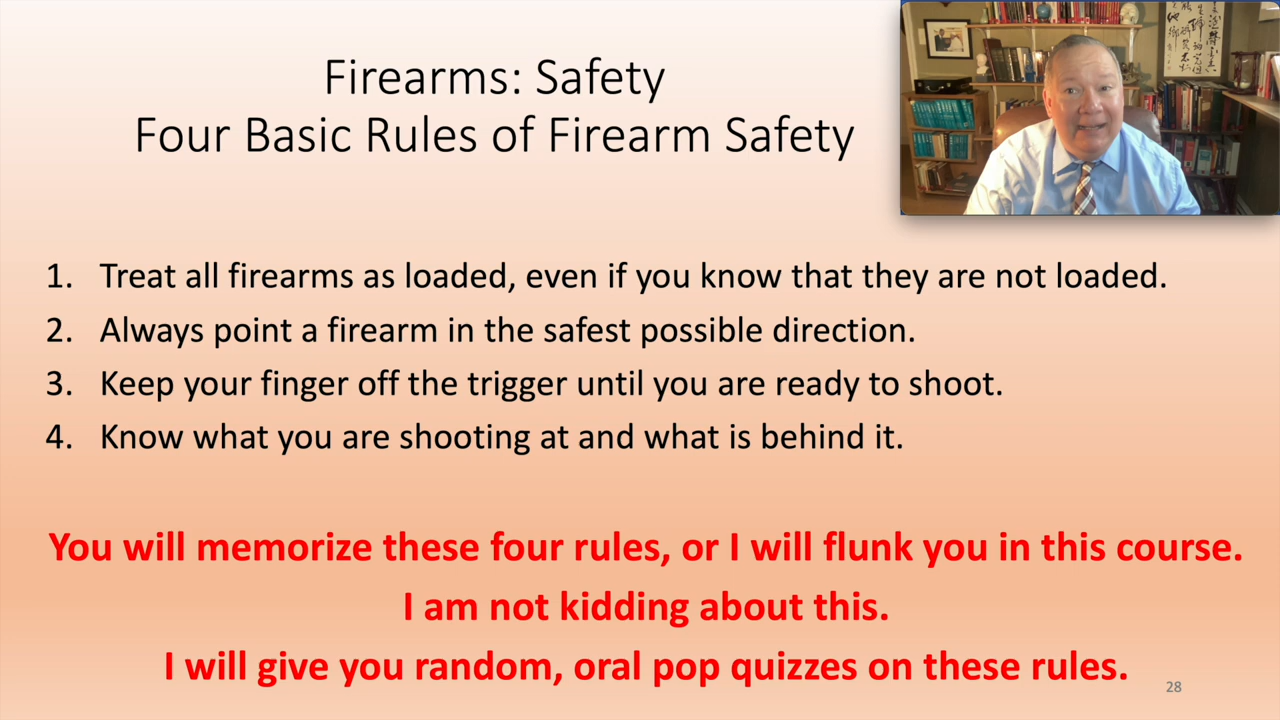 Firearms: Safety
Four Basic Rules of Firearm Safety
1. Treat all firearms as loaded, even if you know that they are not loaded.
2. Always point a firearm in the safest possible direction.
3. Keep your finger off the trigger until you are ready to shoot.
4. Know what you are shooting at and what is behind it.
You will memorize these four rules, or I will flunk you in this course.
I am not kidding about this.
I will give you random, oral pop quizzes on these rules.
28